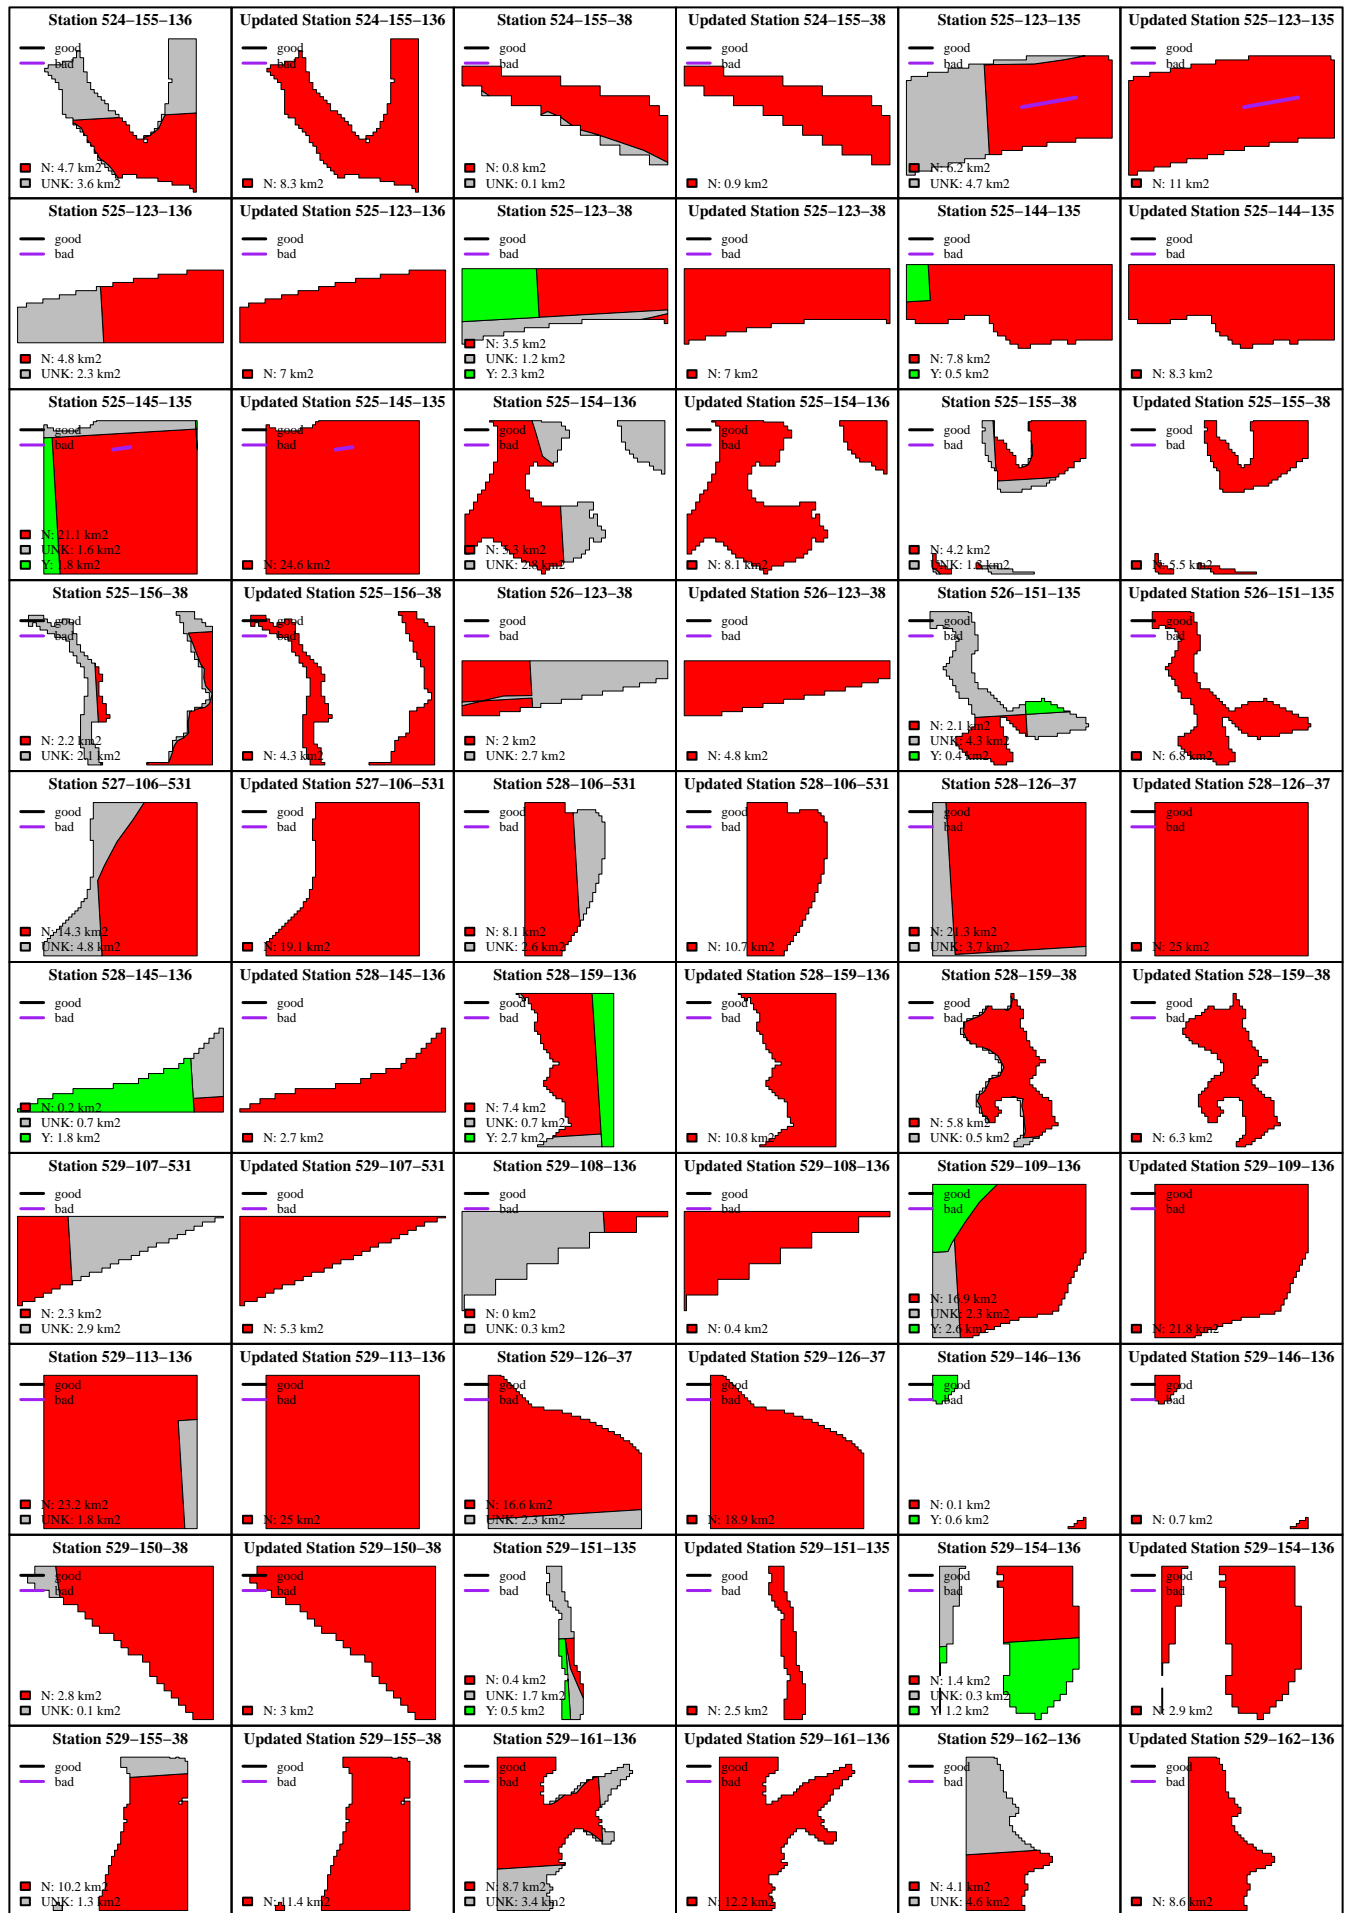 Station 524−155−136
good
bad
N: 4.7 km2
UNK: 3.6 km2
Updated Station 524−155−136
good
bad
N: 8.3 km2
Station 524−155−38
good
bad
N: 0.8 km2
UNK: 0.1 km2
Updated Station 524−155−38
good
bad
N: 0.9 km2
Station 525−123−135
good
bad
N: 6.2 km2
UNK: 4.7 km2
Updated Station 525−123−135
good
bad
N: 11 km2
Station 525−123−136
good
bad
N: 4.8 km2
UNK: 2.3 km2
Updated Station 525−123−136
good
bad
N: 7 km2
Station 525−123−38
good
bad
N: 3.5 km2
UNK: 1.2 km2
Y: 2.3 km2
Updated Station 525−123−38
good
bad
N: 7 km2
Station 525−144−135
good
bad
N: 7.8 km2
Y: 0.5 km2
Updated Station 525−144−135
good
bad
N: 8.3 km2
Station 525−145−135
good
bad
N: 21.1 km2
UNK: 1.6 km2
Y: 1.8 km2
Updated Station 525−145−135
good
bad
N: 24.6 km2
Station 525−154−136
good
bad
N: 5.3 km2
UNK: 2.8 km2
Updated Station 525−154−136
good
bad
N: 8.1 km2
Station 525−155−38
good
bad
N: 4.2 km2
UNK: 1.3 km2
Updated Station 525−155−38
good
bad
N: 5.5 km2
Station 525−156−38
good
bad
N: 2.2 km2
UNK: 2.1 km2
Updated Station 525−156−38
good
bad
N: 4.3 km2
Station 526−123−38
good
bad
N: 2 km2
UNK: 2.7 km2
Updated Station 526−123−38
good
bad
N: 4.8 km2
Station 526−151−135
good
bad
N: 2.1 km2
UNK: 4.3 km2
Y: 0.4 km2
Updated Station 526−151−135
good
bad
N: 6.8 km2
Station 527−106−531
good
bad
N: 14.3 km2
UNK: 4.8 km2
Updated Station 527−106−531
good
bad
N: 19.1 km2
Station 528−106−531
good
bad
N: 8.1 km2
UNK: 2.6 km2
Updated Station 528−106−531
good
bad
N: 10.7 km2
Station 528−126−37
good
bad
N: 21.3 km2
UNK: 3.7 km2
Updated Station 528−126−37
good
bad
N: 25 km2
Station 528−145−136
good
bad
N: 0.2 km2
UNK: 0.7 km2
Y: 1.8 km2
Updated Station 528−145−136
good
bad
N: 2.7 km2
Station 528−159−136
good
bad
N: 7.4 km2
UNK: 0.7 km2
Y: 2.7 km2
Updated Station 528−159−136
good
bad
N: 10.8 km2
Station 528−159−38
good
bad
N: 5.8 km2
UNK: 0.5 km2
Updated Station 528−159−38
good
bad
N: 6.3 km2
Station 529−107−531
good
bad
N: 2.3 km2
UNK: 2.9 km2
Updated Station 529−107−531
good
bad
N: 5.3 km2
Station 529−108−136
good
bad
N: 0 km2
UNK: 0.3 km2
Updated Station 529−108−136
good
bad
N: 0.4 km2
Station 529−109−136
good
bad
N: 16.9 km2
UNK: 2.3 km2
Y: 2.6 km2
Updated Station 529−109−136
good
bad
N: 21.8 km2
Station 529−113−136
good
bad
N: 23.2 km2
UNK: 1.8 km2
Updated Station 529−113−136
good
bad
N: 25 km2
Station 529−126−37
good
bad
N: 16.6 km2
UNK: 2.3 km2
Updated Station 529−126−37
good
bad
N: 18.9 km2
Station 529−146−136
good
bad
N: 0.1 km2
Y: 0.6 km2
Updated Station 529−146−136
good
bad
N: 0.7 km2
Station 529−150−38
good
bad
N: 2.8 km2
UNK: 0.1 km2
Updated Station 529−150−38
good
bad
N: 3 km2
Station 529−151−135
good
bad
N: 0.4 km2
UNK: 1.7 km2
Y: 0.5 km2
Updated Station 529−151−135
good
bad
N: 2.5 km2
Station 529−154−136
good
bad
N: 1.4 km2
UNK: 0.3 km2
Y: 1.2 km2
Updated Station 529−154−136
good
bad
N: 2.9 km2
Station 529−155−38
good
bad
N: 10.2 km2
UNK: 1.3 km2
Updated Station 529−155−38
good
bad
N: 11.4 km2
Station 529−161−136
good
bad
N: 8.7 km2
UNK: 3.4 km2
Updated Station 529−161−136
good
bad
N: 12.2 km2
Station 529−162−136
good
bad
N: 4.1 km2
UNK: 4.6 km2
Updated Station 529−162−136
good
bad
N: 8.6 km2